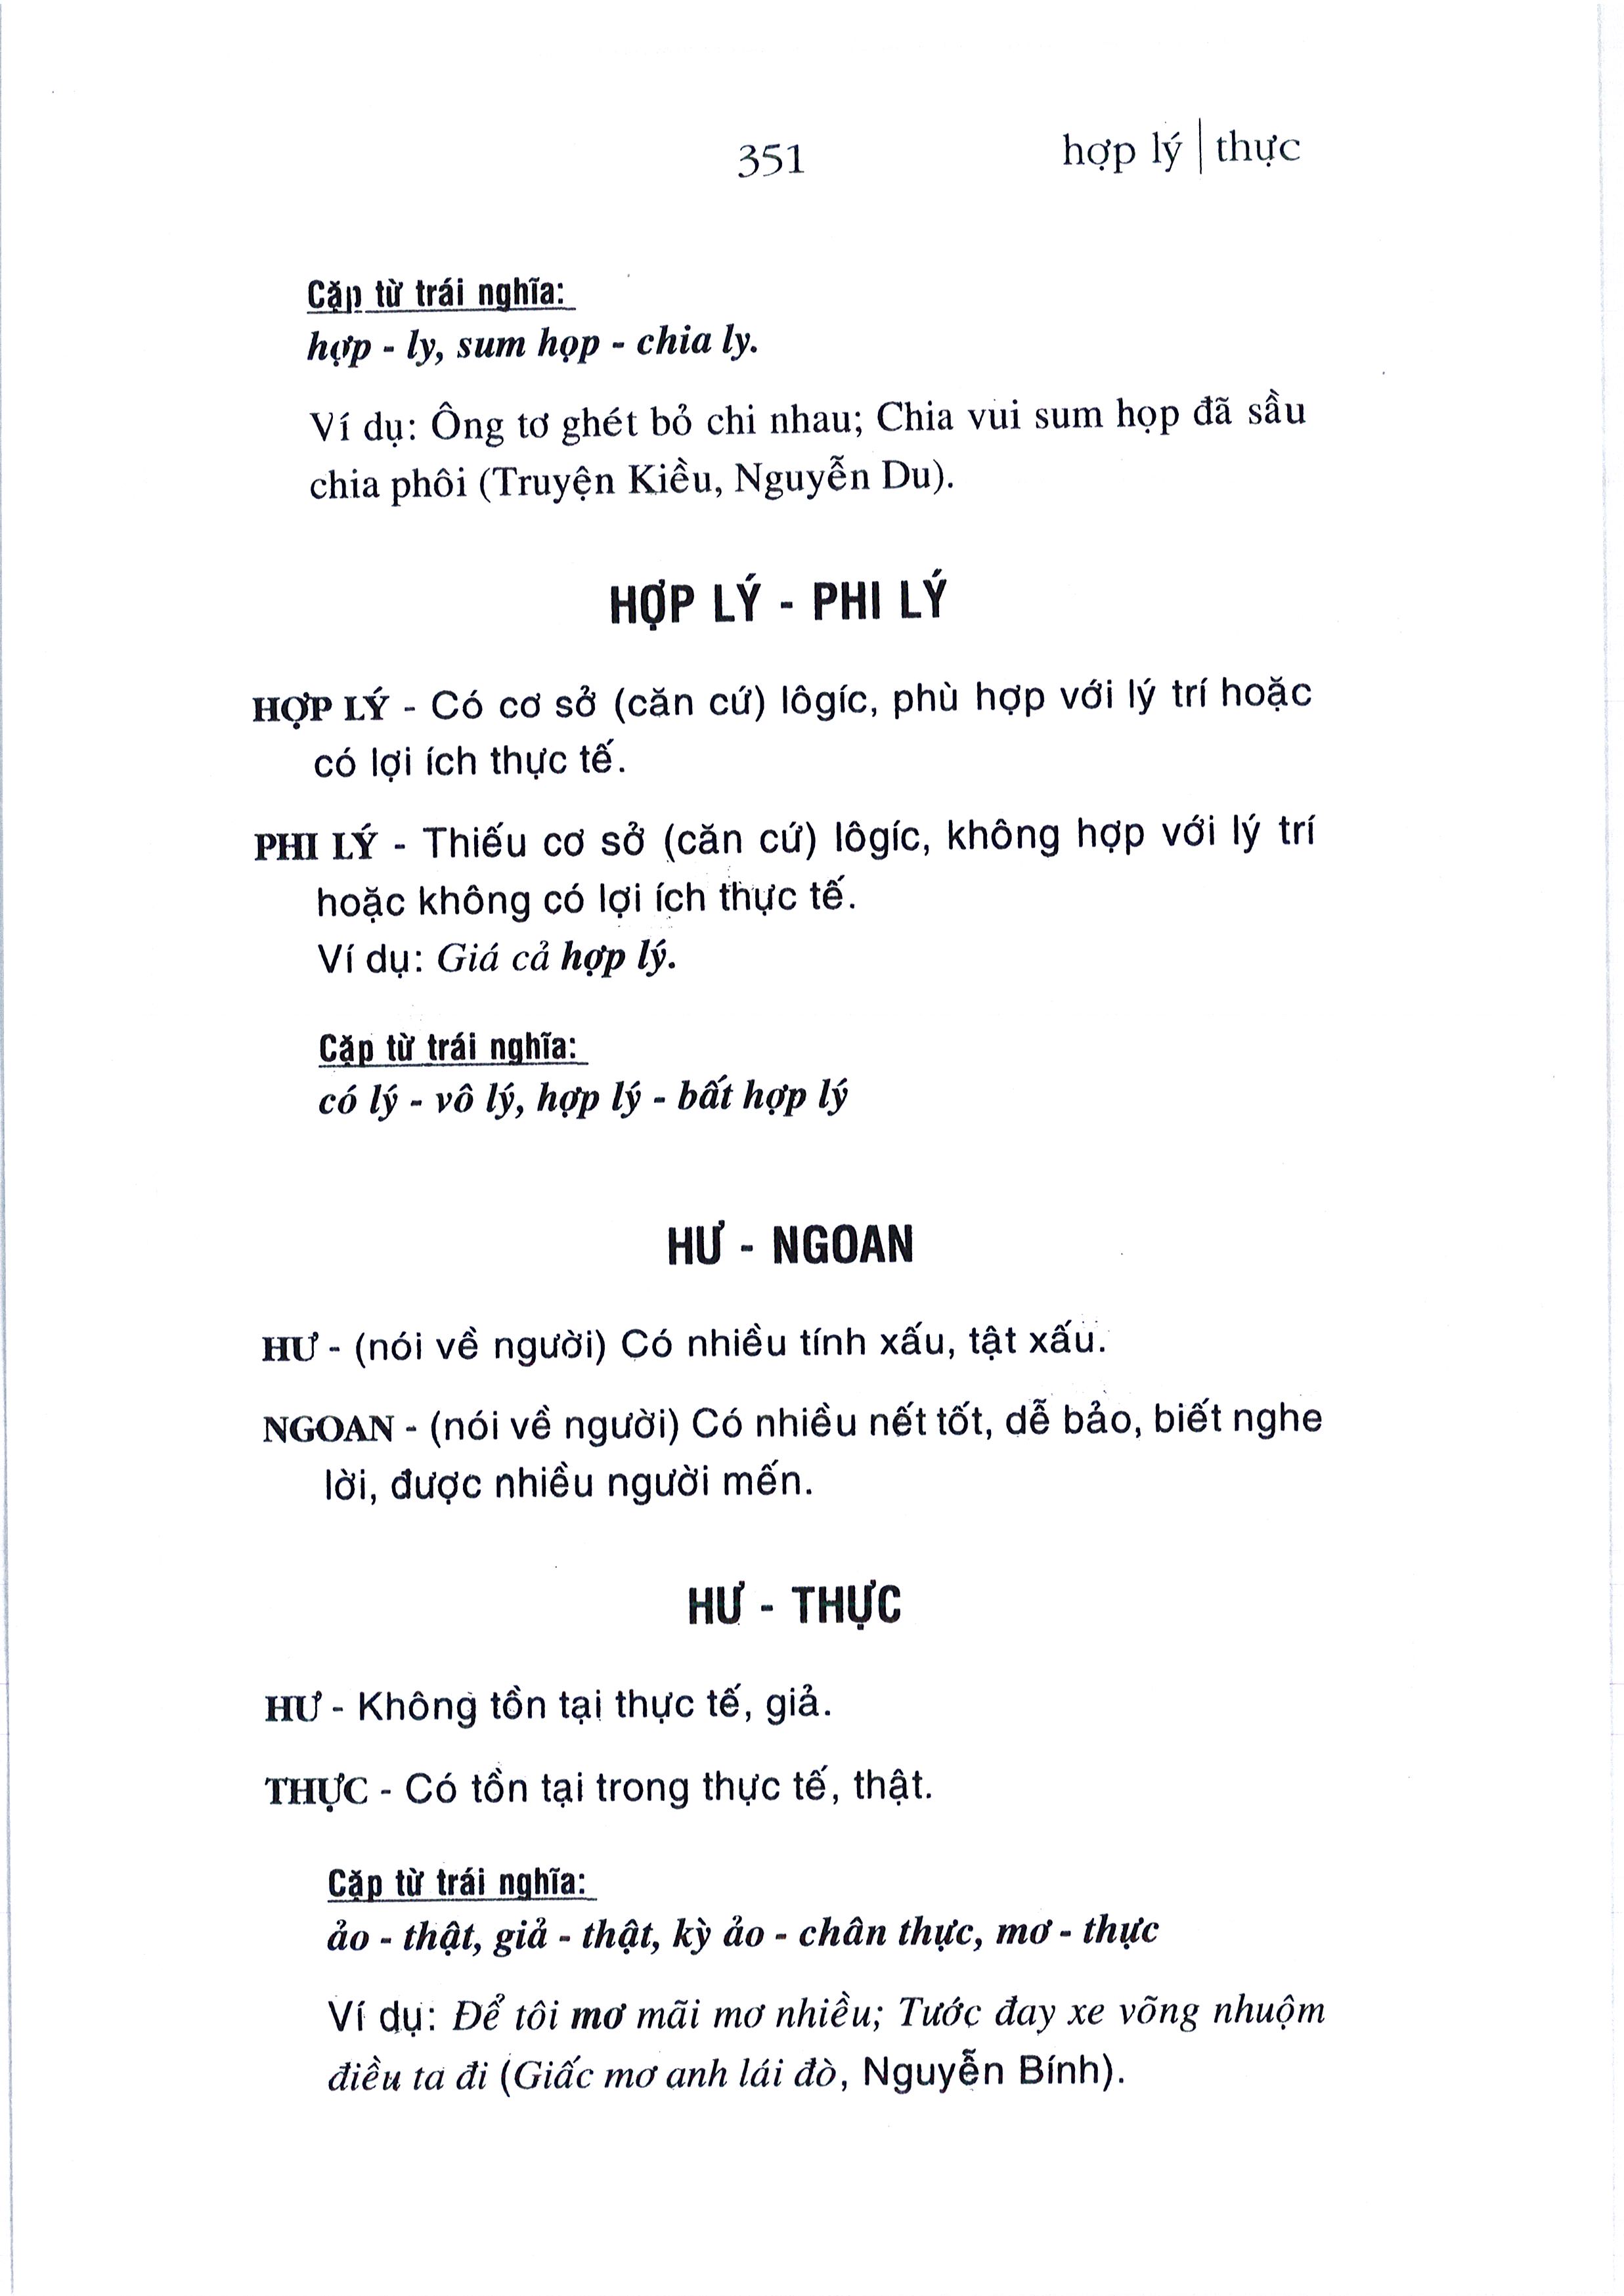 351
hợp lý | thực
Cặp từ trái nghĩa:
hợp - ly, sum họp - chia ly.
Ví dụ: Ông tơ ghét bỏ chi nhau; Chia vui sum họp đã sầu
chia phôi (Truyện Kiều, Nguyễn Du).
HỢP LÝ - PHI LÝ
HỢP LÝ - Có cơ sở (căn cứ) lôgíc, phù hợp với lý trí hoặc
có lợi ích thực tế.
PHI LÝ - Thiếu cơ sở (căn cứ) lôgíc, không hợp với lý trí
hoặc không có lợi ích thực tế.
Ví dụ: Giá cả hợp lý.
Cặp từ trái nghĩa:
có lý - vô lý, hợp lý - bất hợp lý
HƯ - NGOAN
HƯ - (nói về người) Có nhiều tính xấu, tật xấu.
NGOAN - (nói về người) Có nhiều nết tốt, dễ bảo, biết nghe
lời, được nhiều người mến.
HƯ - THỰC
HƯ - Không tồn tại thực tế, giả.
THỰC - Có tồn tại trong thực tế, thật.
Cặp từ trái nghĩa:
ảo - thật, giả - thật, kỳ ảo - chân thực, mơ - thực
Ví dụ: Để tôi mơ mãi mơ nhiều; Tước đay xe võng nhuộm
điều ta đi (Giấc mơ anh lái đò, Nguyễn Bính).